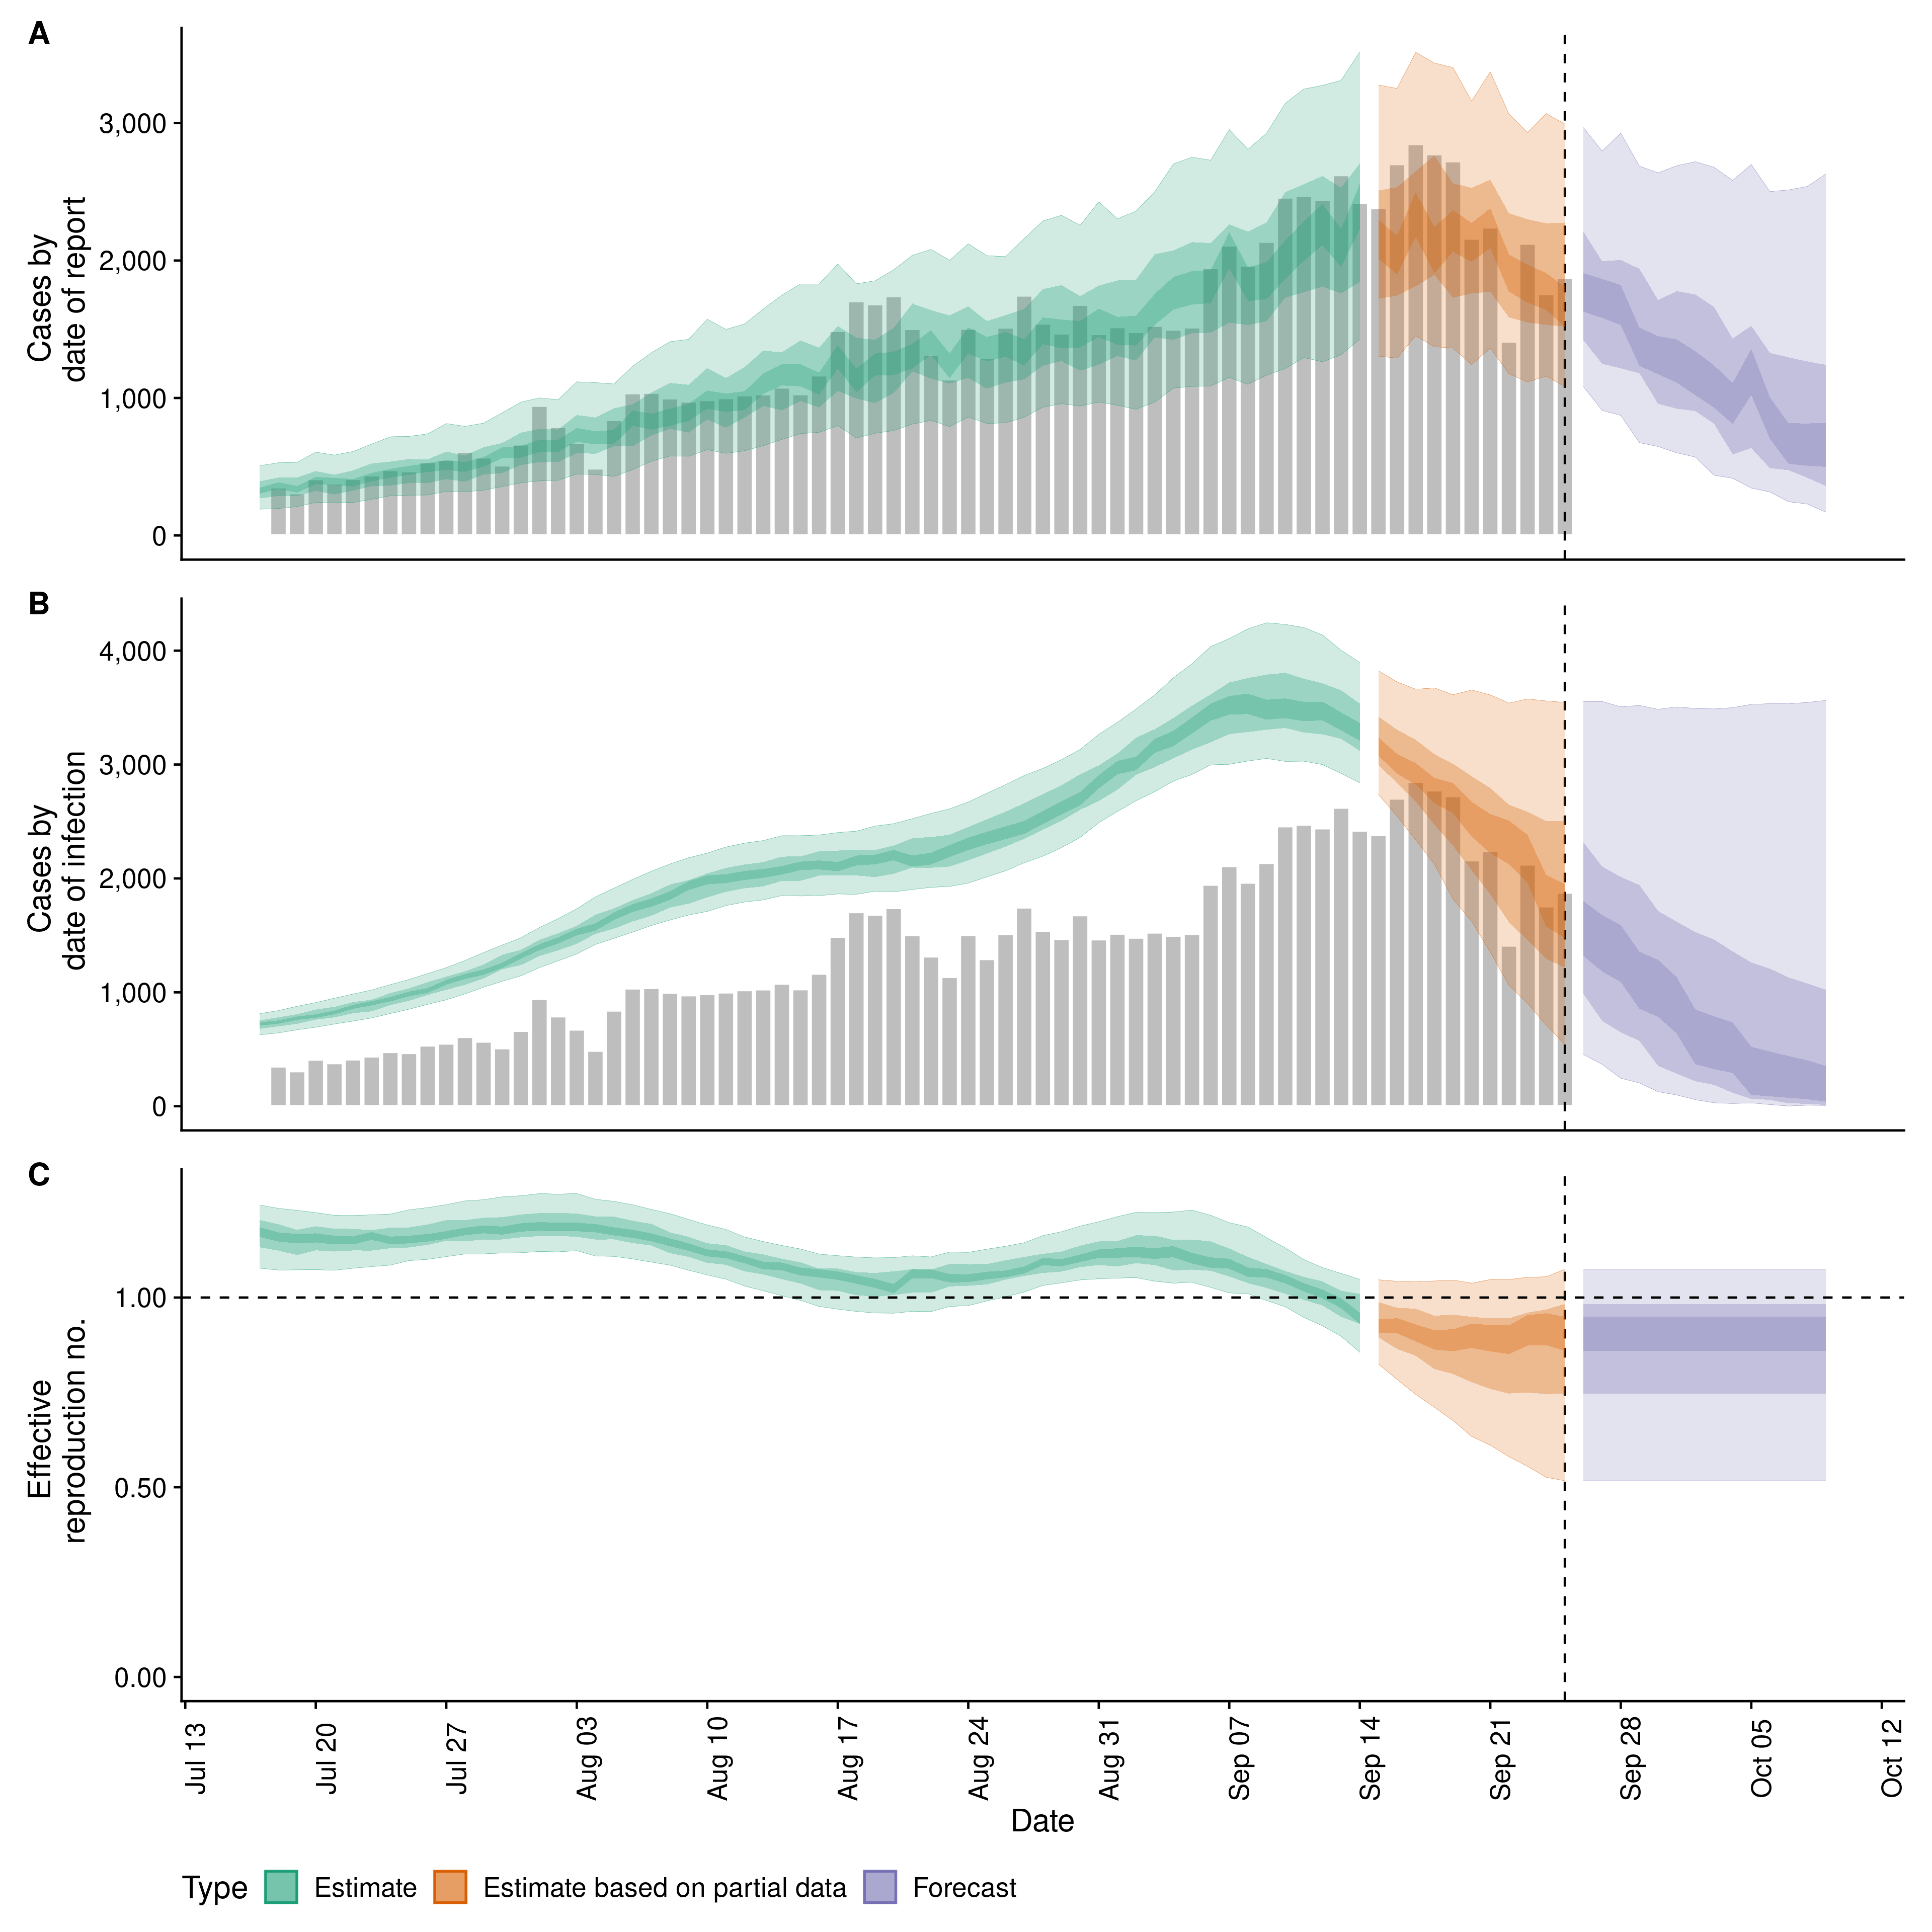 A
Cases by
date of report
3,000
2,000
1,000
0
B
Cases by
date of infection
4,000
3,000
2,000
1,000
0
C
Effective
reproduction no.
1.00
0.50
0.00
Jul 13
Jul 20
Jul 27
Aug 03
Aug 10
Aug 17
Aug 24
Aug 31
Sep 07
Sep 14
Sep 21
Sep 28
Oct 05
Oct 12
Date
Type Estimate Estimate based on partial data Forecast